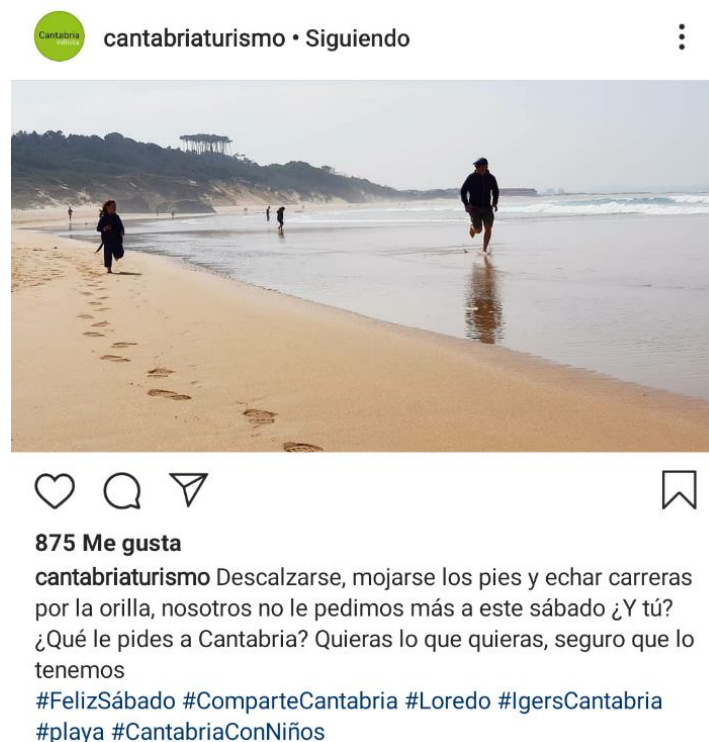 Cantabria
infinita
cantabriaturismo • Siguiendo
875 Me gusta
cantabriaturismo Descalzarse, mojarse los pies y echar carreras
por la orilla, nosotros no le pedimos más a este sábado ¿Y tú?
¿Qué le pides a Cantabria? Quieras lo que quieras, seguro que lo
tenemos
#FelizSábado #ComparteCantabria #Loredo #IgersCantabria
#playa #CantabriaConNiños